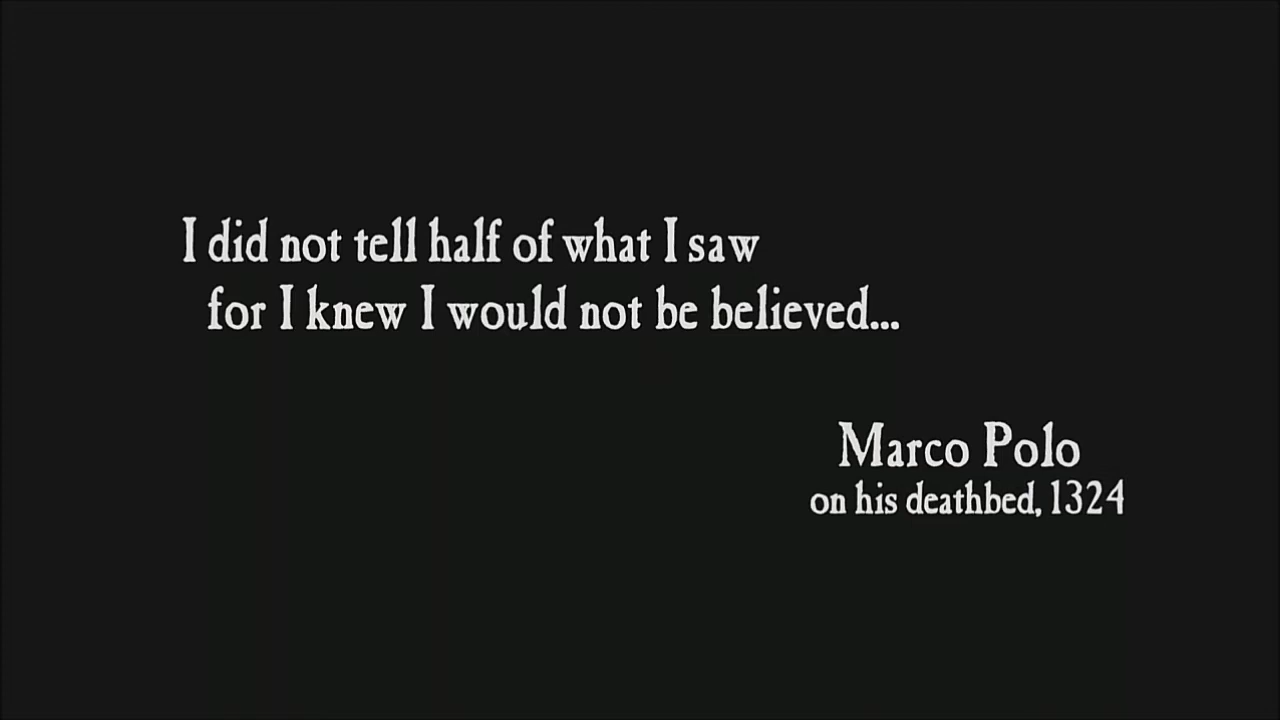 I did not tell half of what I saw
for I knew I would not be believed...
Marco Polo
on his deathbed, 1324